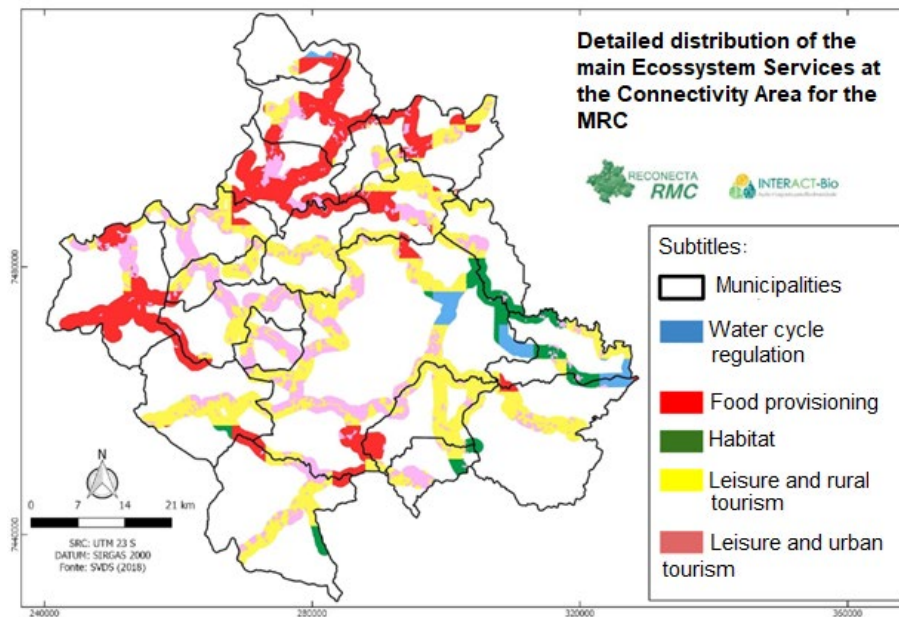 Detailed distribution of the
main Ecossystem Services at
the Connectivity Area for the
MRC
RECONECTA
RMC
INTERACT-Bio
Subtitles:
Municipalities
Water cycle
regulation
Food provisioning
Habitat
Leisure and rural
tourism
Leisure and urban
tourism
N
0 7 14 21 km
SRC: UTM 23 S
DATUM: SIRGAS 2000
Fonte: SVDS (2018)
7480000
7440000
240000 280000 320000 360000